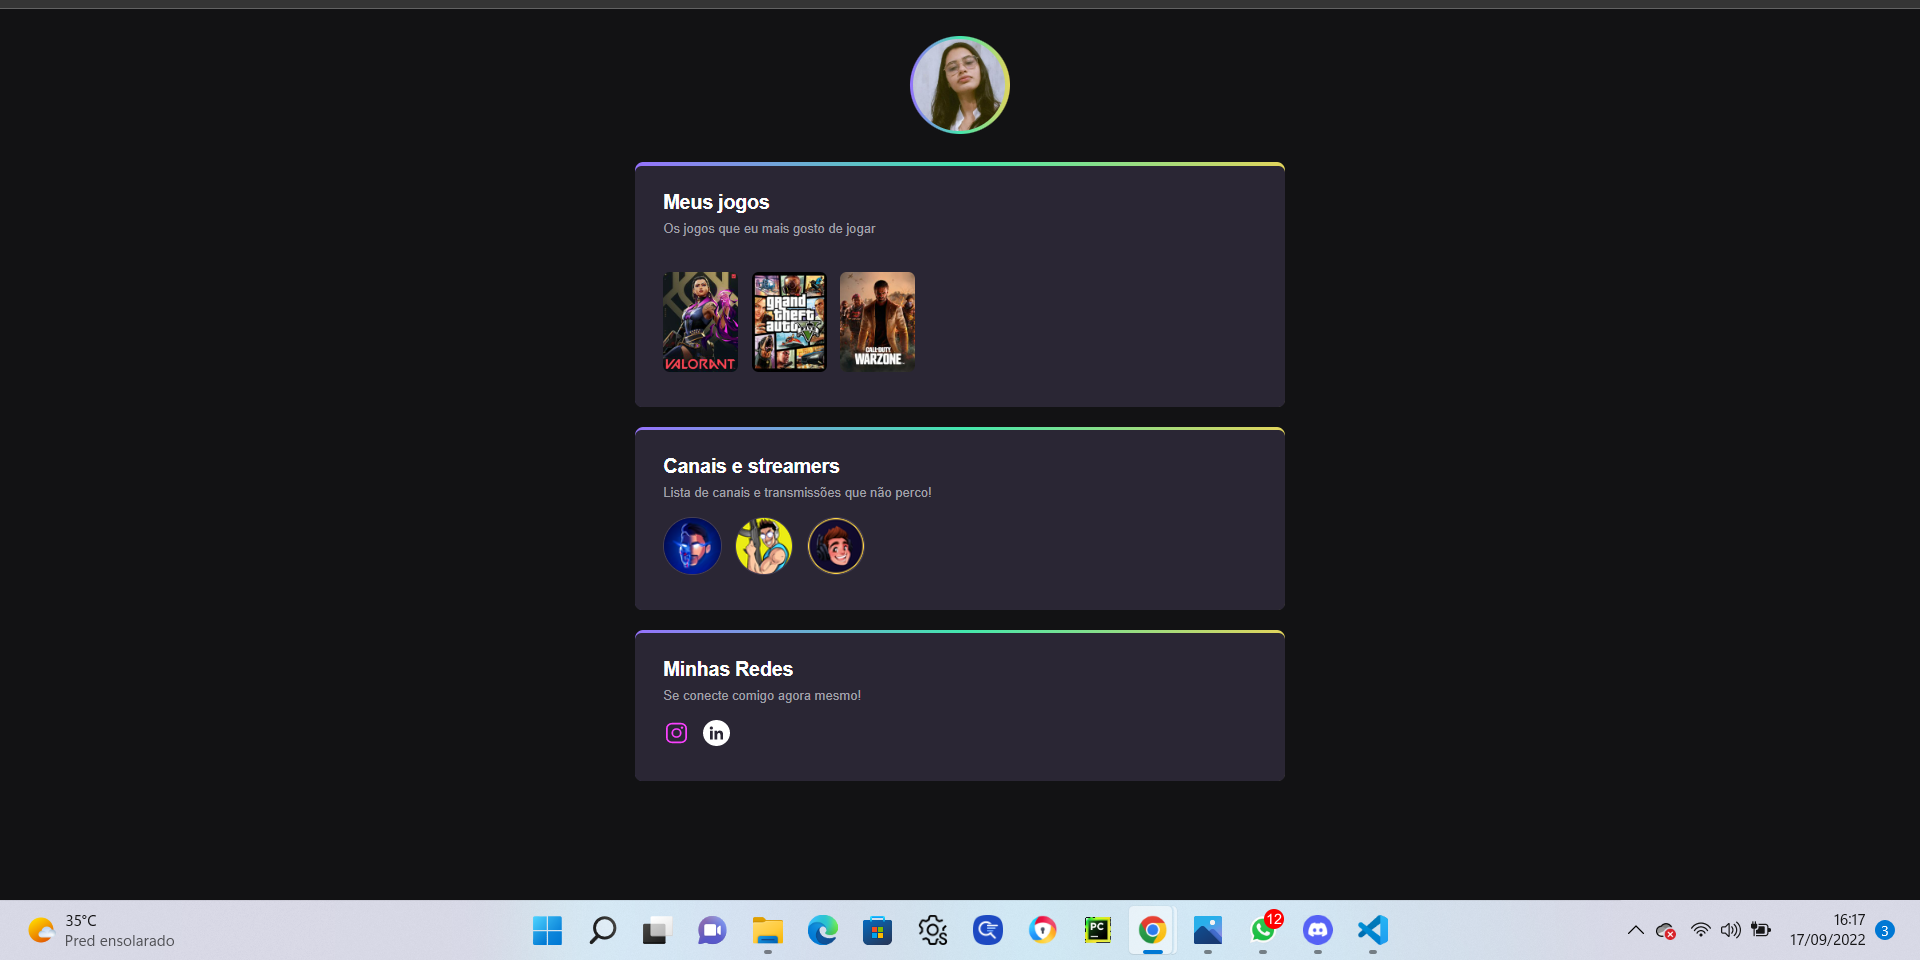 Meus jogos
Os jogos que eu mais gosto de jogar
VALORANT
grand
theft
auto
V
CALL OF DUTY
WARZONE
Canais e streamers
Lista de canais e transmissões que não perco!
Minhas Redes
Se conecte comigo agora mesmo!
in
35°C
Pred ensolarado
PC
12
16:17
17/09/2022
3